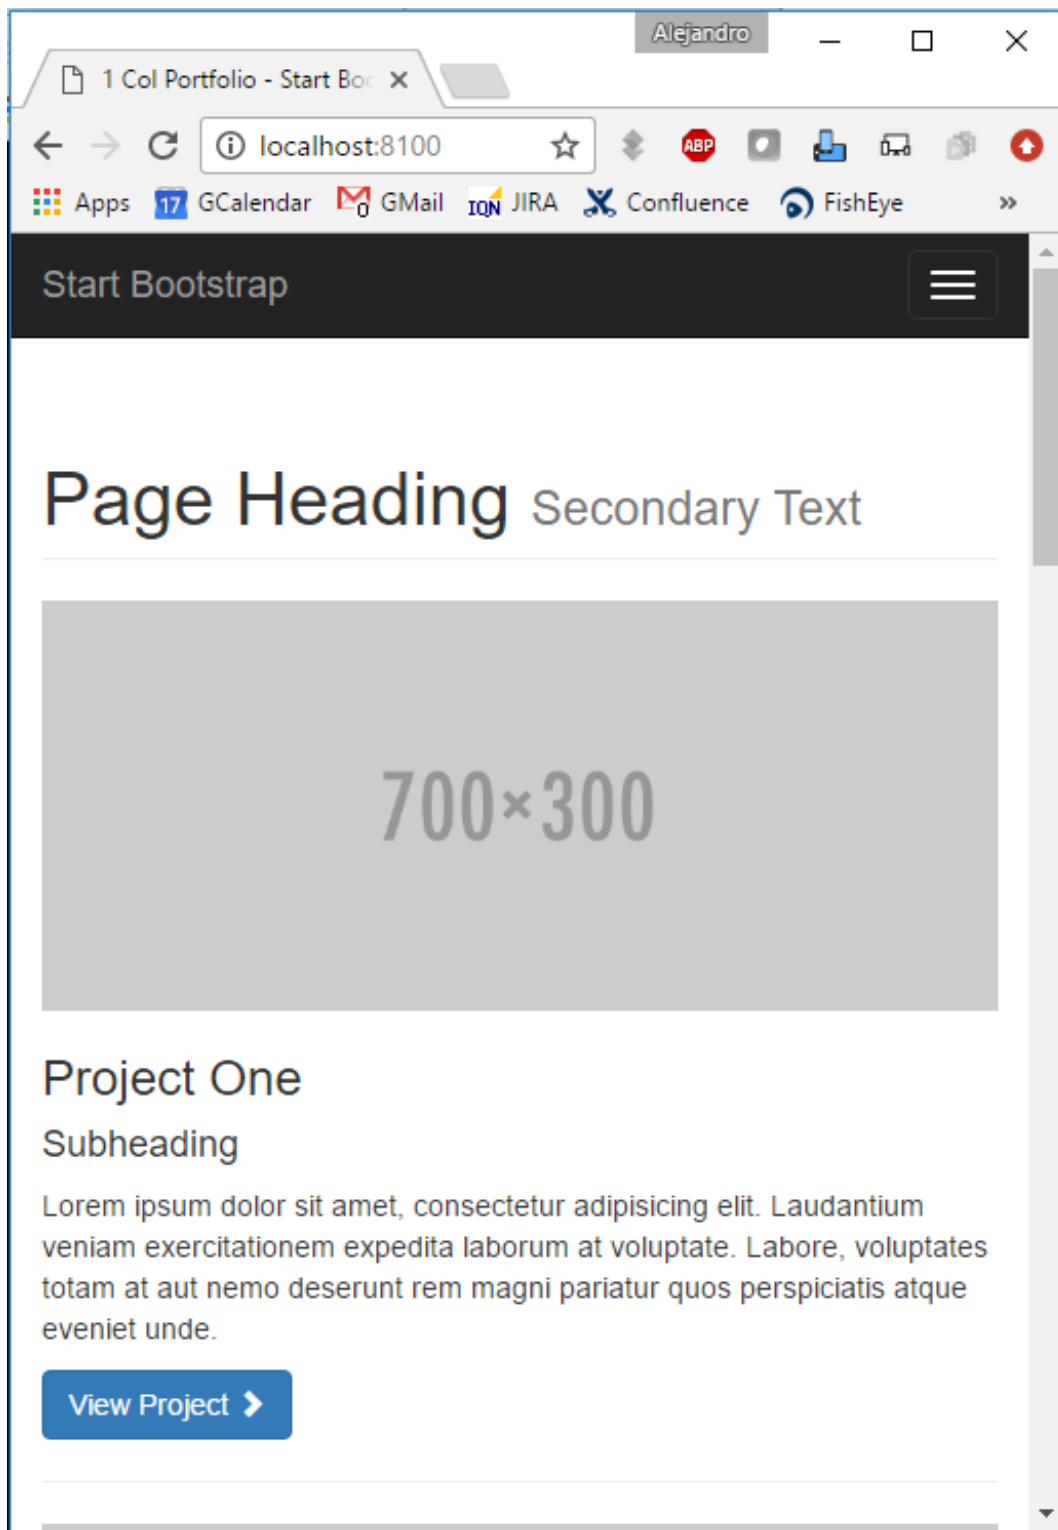 Alejandro
1 Col Portfolio - Start Boo
localhost:8100
ABP
Apps 17 GCalendar 0 GMail IQN JIRA Confluence FishEye »
Start Bootstrap
Page Heading Secondary Text
700×300
Project One
Subheading
Lorem ipsum dolor sit amet, consectetur adipisicing elit. Laudantium
veniam exercitationem expedita laborum at voluptate. Labore, voluptates
totam at aut nemo deserunt rem magni pariatur quos perspiciatis atque
eveniet unde.
View Project